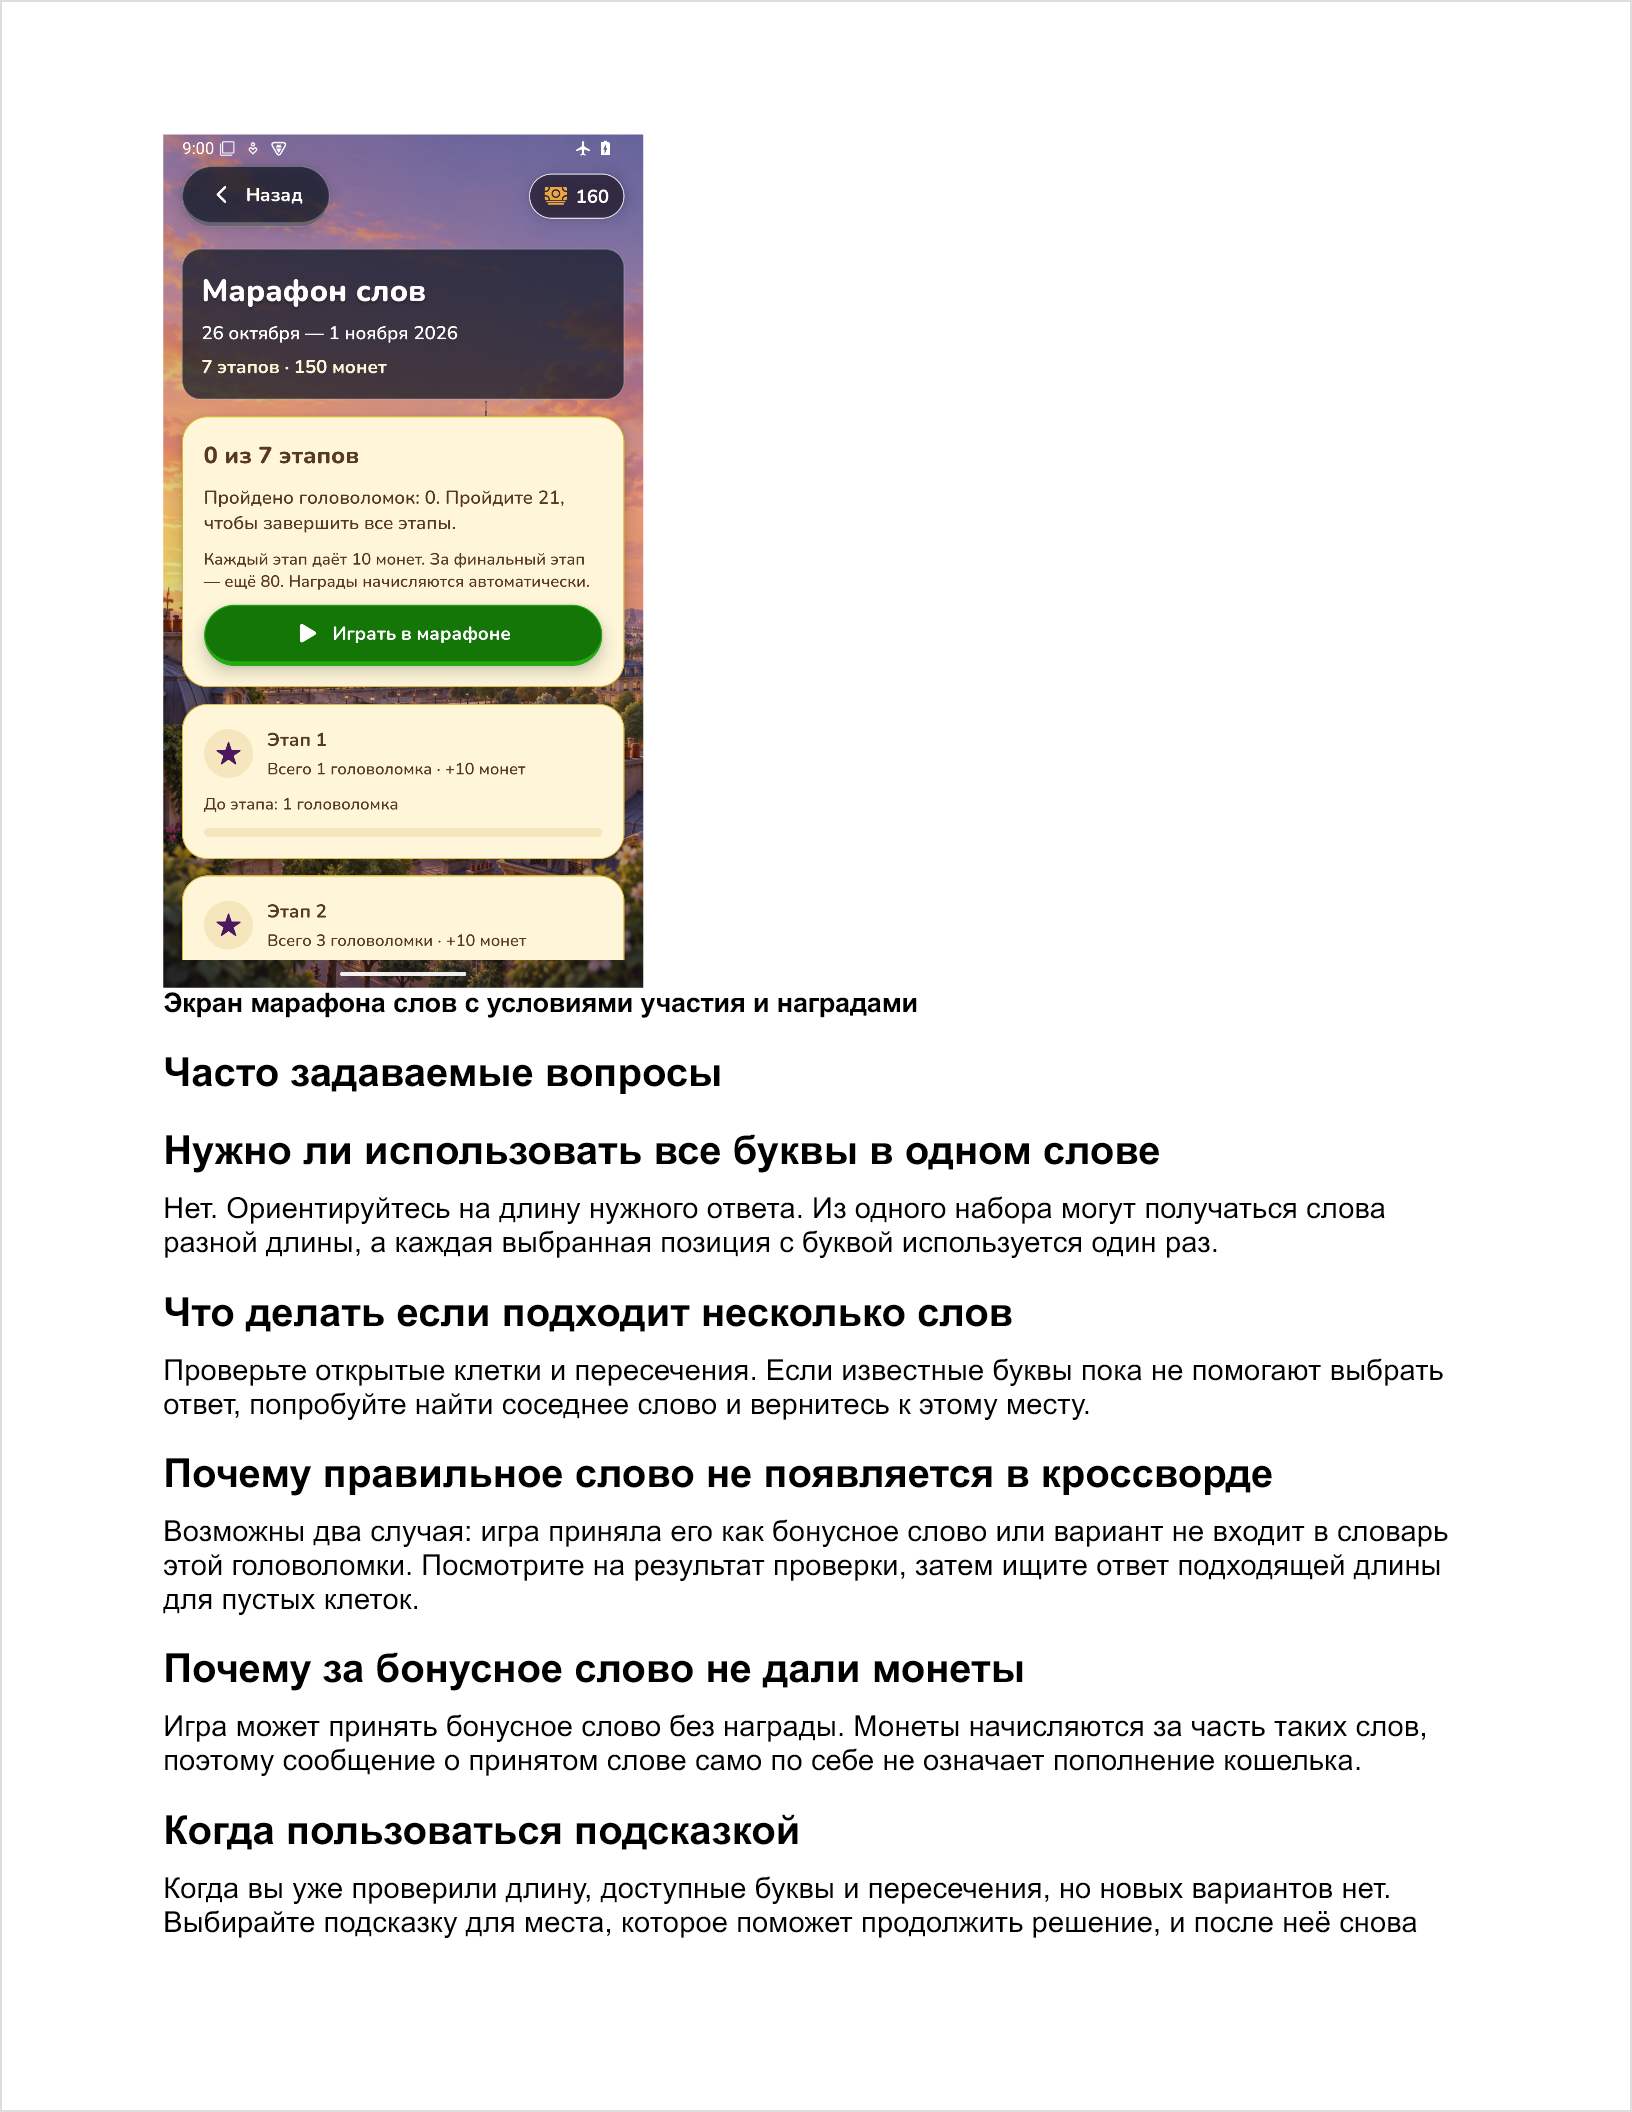 9:00
Назад
160
Марафон слов
26 октября — 1 ноября 2026
7 этапов · 150 монет
0 из 7 этапов
Пройдено головоломок: 0. Пройдите 21,
чтобы завершить все этапы.
Каждый этап даёт 10 монет. За финальный этап
— ещё 80. Награды начисляются автоматически.
Играть в марафоне
Этап 1
Всего 1 головоломка · +10 монет
До этапа: 1 головоломка
Этап 2
Всего 3 головоломки · +10 монет
Экран марафона слов с условиями участия и наградами
Часто задаваемые вопросы
Нужно ли использовать все буквы в одном слове
Нет. Ориентируйтесь на длину нужного ответа. Из одного набора могут получаться слова
разной длины, а каждая выбранная позиция с буквой используется один раз.
Что делать если подходит несколько слов
Проверьте открытые клетки и пересечения. Если известные буквы пока не помогают выбрать
ответ, попробуйте найти соседнее слово и вернитесь к этому месту.
Почему правильное слово не появляется в кроссворде
Возможны два случая: игра приняла его как бонусное слово или вариант не входит в словарь
этой головоломки. Посмотрите на результат проверки, затем ищите ответ подходящей длины
для пустых клеток.
Почему за бонусное слово не дали монеты
Игра может принять бонусное слово без награды. Монеты начисляются за часть таких слов,
поэтому сообщение о принятом слове само по себе не означает пополнение кошелька.
Когда пользоваться подсказкой
Когда вы уже проверили длину, доступные буквы и пересечения, но новых вариантов нет.
Выбирайте подсказку для места, которое поможет продолжить решение, и после неё снова